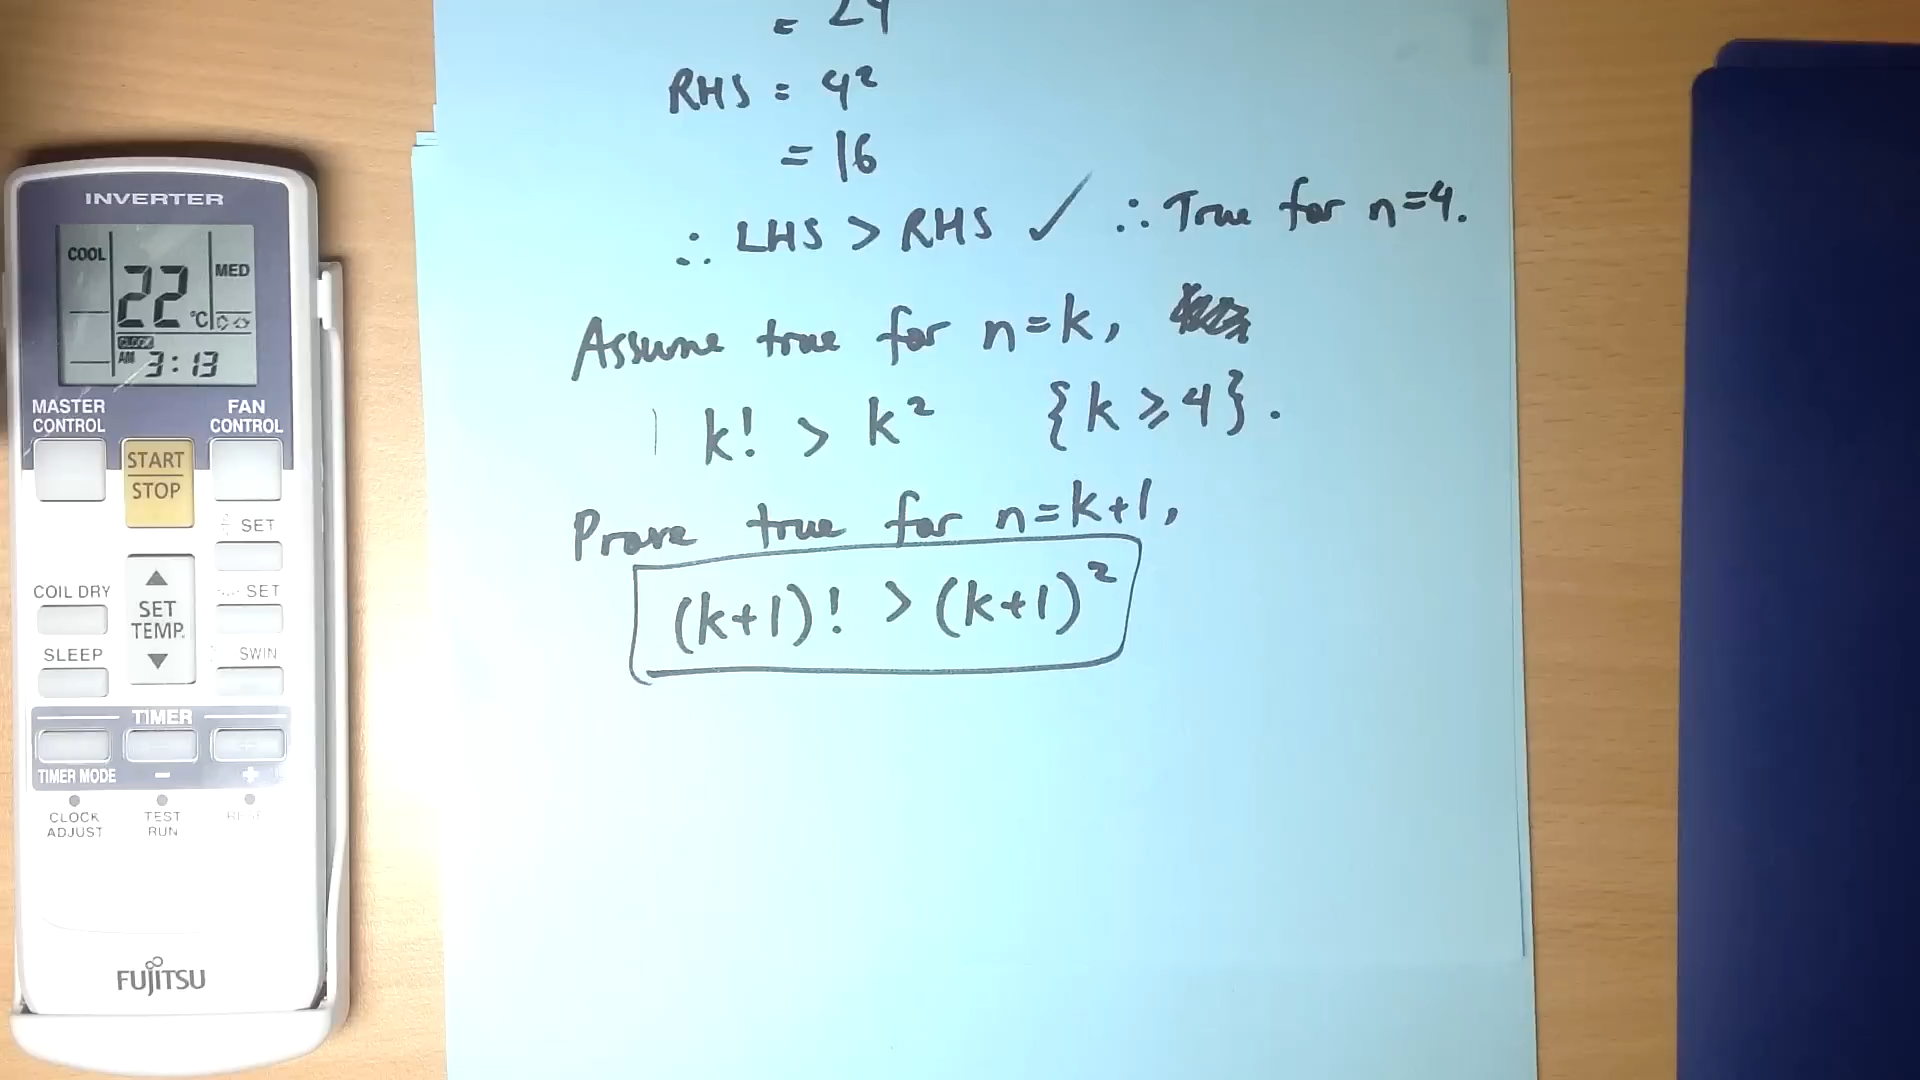 = 24
RHS = 4²
= 16
∴ LHS > RHS ✓ ∴ True for n=4.
Assume true for n=k,
k! > k² {k ≥ 4}.
Prove true for n=k+1,
(k+1)! > (k+1)²
INVERTER
COOL
22 °C
MED
CLOCK
AM 3:13
MASTER CONTROL
FAN CONTROL
START
STOP
SET
COIL DRY
SET
TEMP.
SET
SLEEP
SWIN
TIMER
TIMER MODE
-
+
CLOCK ADJUST
TEST RUN
FUJITSU